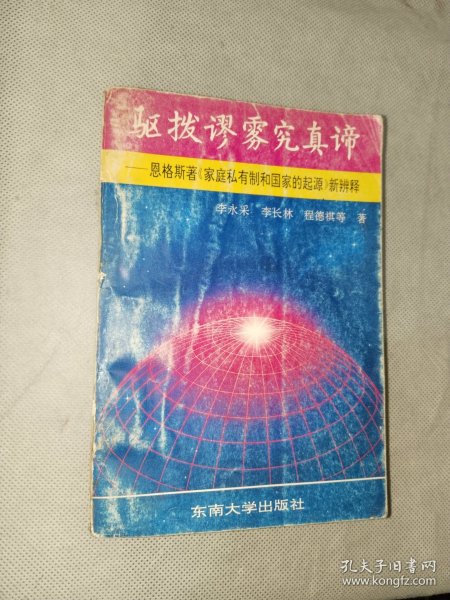 驱拨谬雾究真谛
——恩格斯著《家庭私有制和国家的起源》新辨释
李永采 李长林 程德祺等 著
东南大学出版社
孔夫子旧书网
www.kongfz.com